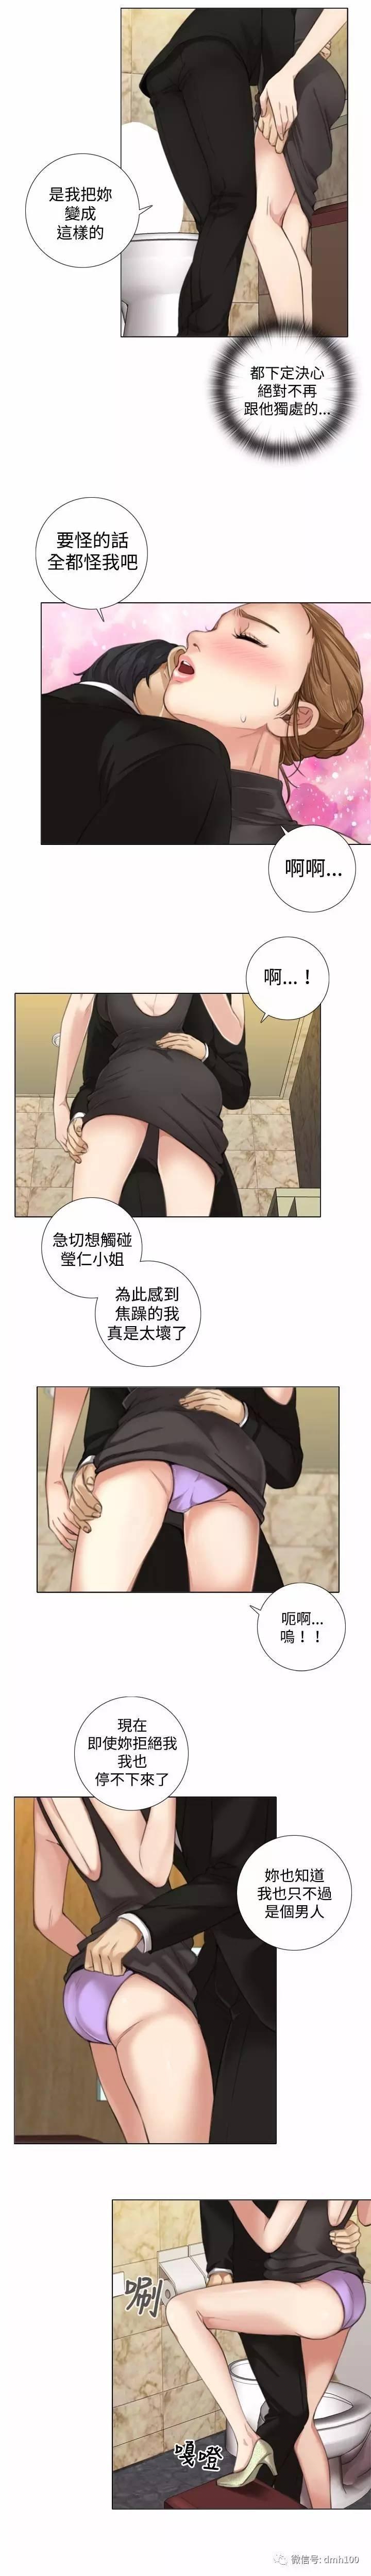 是我把妳
變成
這樣的
都下定決心
絕對不再
跟他獨處的...
要怪的話
全都怪我吧
啊啊...
啊...！
急切想觸碰
瑩仁小姐
為此感到
焦躁的我
真是太壞了
呃啊...
嗚！！
現在
即使妳拒絕我
我也
停不下來了
妳也知道
我也只不過
是個男人
唰
嘎噔
微信号: dmh100